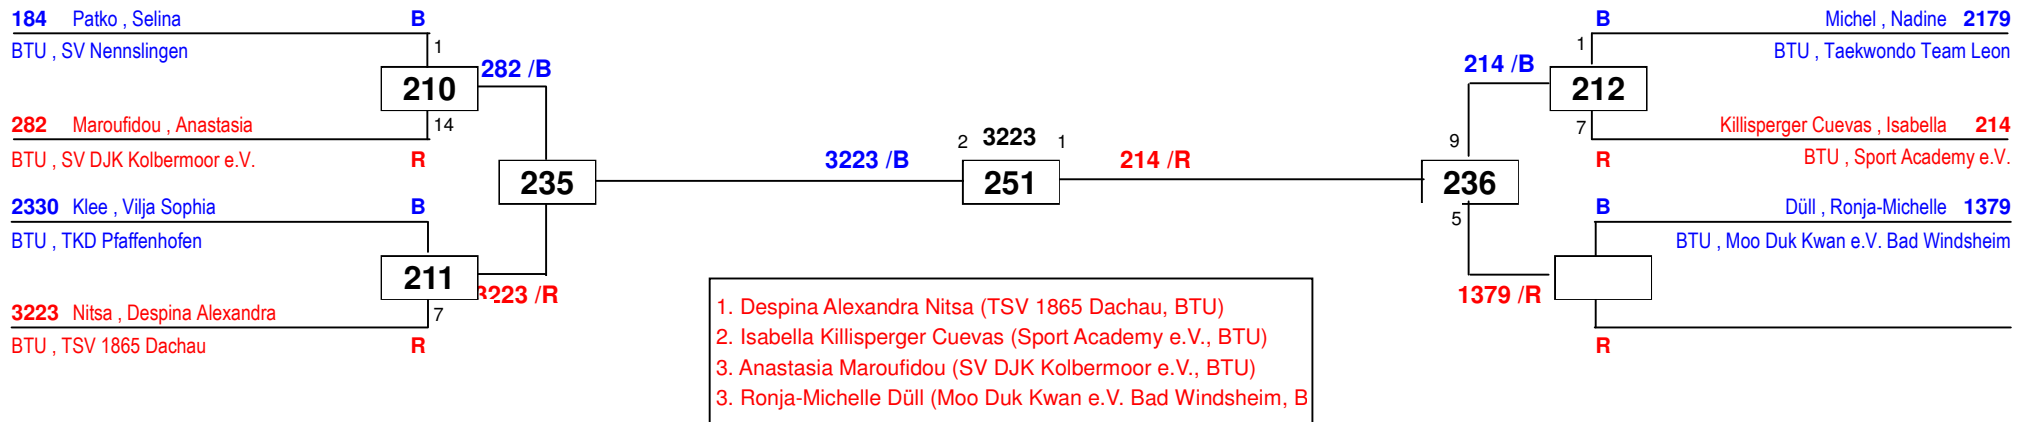 184 Patko , Selina B
BTU , SV Nennslingen
1
282 /B
210
282 Maroufidou , Anastasia
14
BTU , SV DJK Kolbermoor e.V. R
235
2330 Klee , Vilja Sophia B
BTU , TKD Pfaffenhofen
211
3223 /R
3223 Nitsa , Despina Alexandra
7
BTU , TSV 1865 Dachau R
3223 /B
2 3223 1
251
214 /R
B Michel , Nadine 2179
1
BTU , Taekwondo Team Leon
214 /B
212
7
Killisperger Cuevas , Isabella 214
R BTU , Sport Academy e.V.
9
236
5
B Düll , Ronja-Michelle 1379
BTU , Moo Duk Kwan e.V. Bad Windsheim
1379 /R
R
1. Despina Alexandra Nitsa (TSV 1865 Dachau, BTU)
2. Isabella Killisperger Cuevas (Sport Academy e.V., BTU)
3. Anastasia Maroufidou (SV DJK Kolbermoor e.V., BTU)
3. Ronja-Michelle Düll (Moo Duk Kwan e.V. Bad Windsheim, B